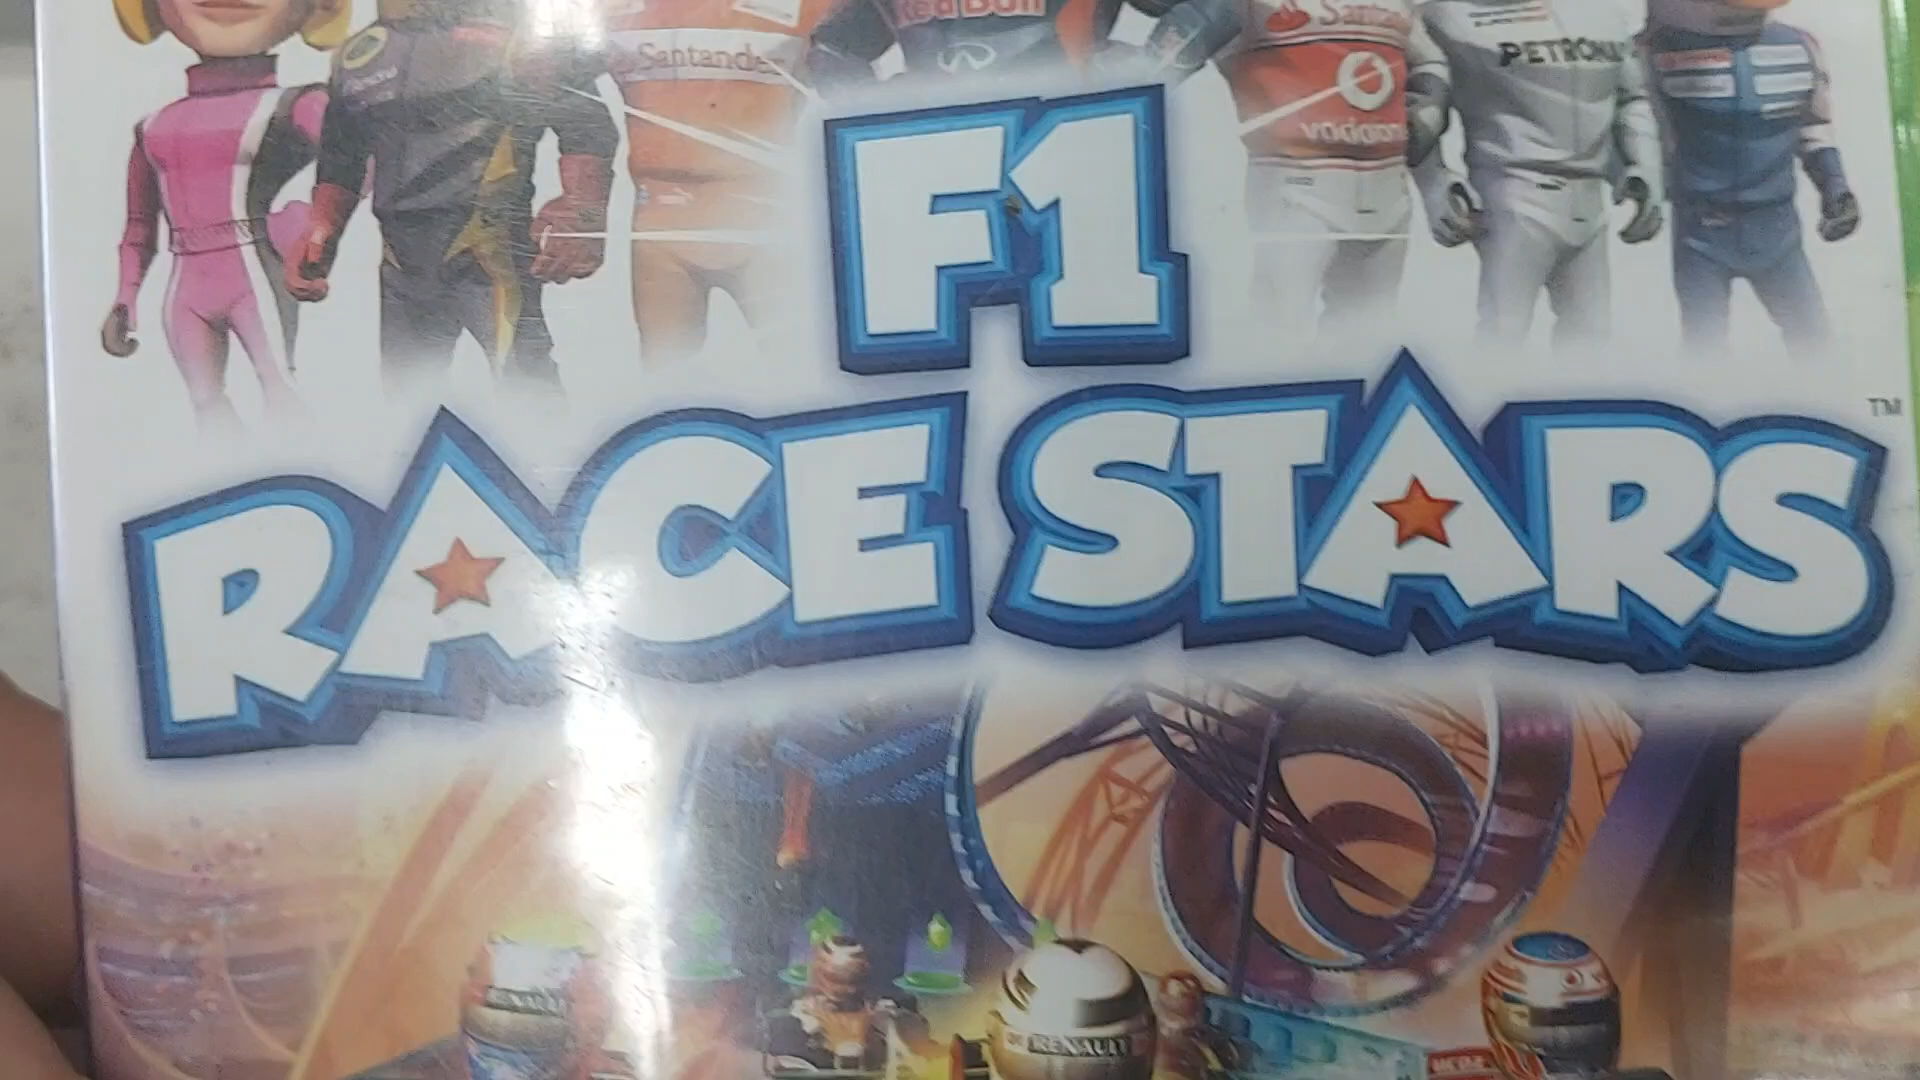 Red Bull
Santander
Santander
PETRONAS
vodafone
F1
RACE STARS
TM
RENAULT
RENAULT